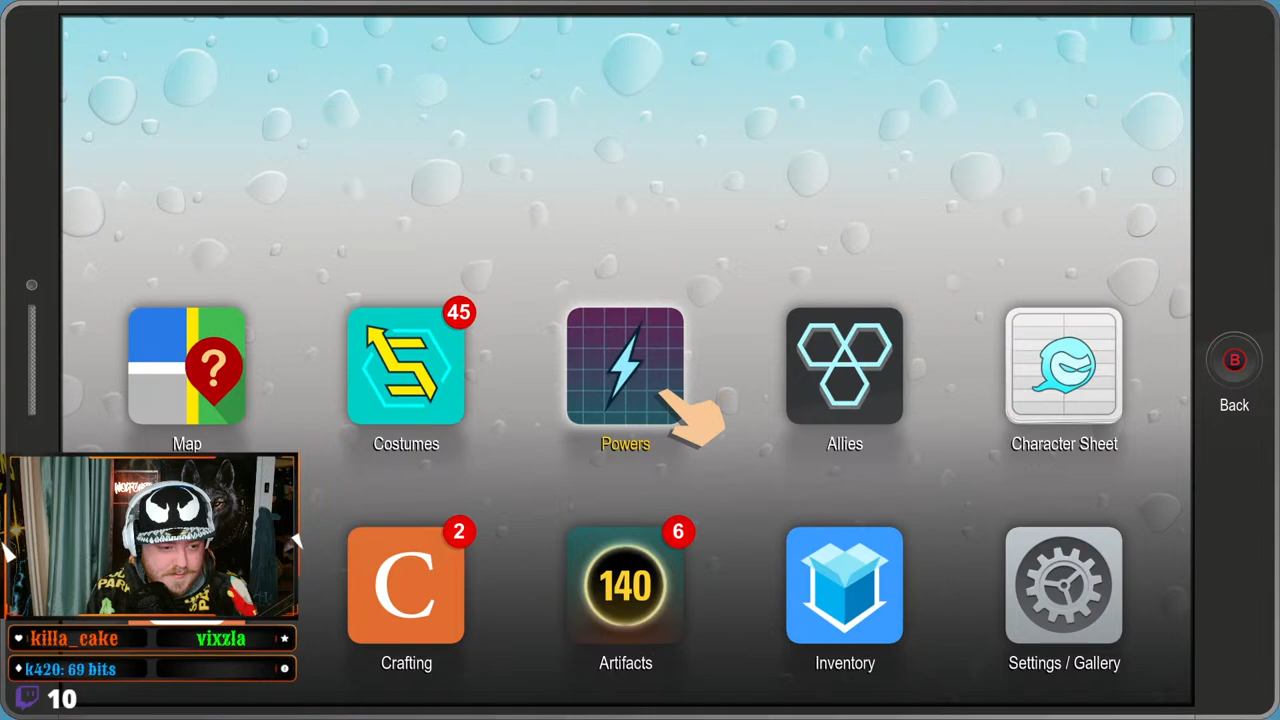 45
?
B
Back
Map
Costumes
Powers
Allies
Character Sheet
2
6
C
140
Crafting
Artifacts
Inventory
Settings / Gallery
killa_cake
vixzla
k420: 69 bits
10